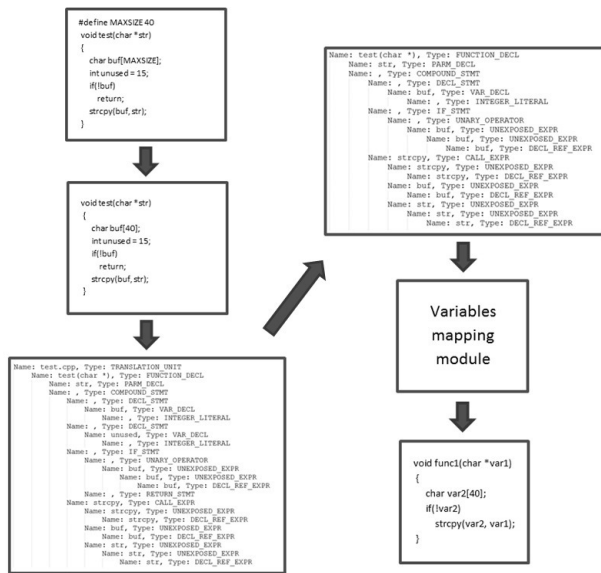 #define MAXSIZE 40
void test(char *str)
{
char buf[MAXSIZE];
int unused = 15;
if(!buf)
return;
strcpy(buf, str);
}
void test(char *str)
{
char buf[40];
int unused = 15;
if(!buf)
return;
strcpy(buf, str);
}
Name: test.cpp, Type: TRANSLATION_UNIT
Name: test(char *), Type: FUNCTION_DECL
Name: str, Type: PARM_DECL
Name: , Type: COMPOUND_STMT
Name: , Type: DECL_STMT
Name: buf, Type: VAR_DECL
Name: , Type: INTEGER_LITERAL
Name: , Type: DECL_STMT
Name: unused, Type: VAR_DECL
Name: , Type: INTEGER_LITERAL
Name: , Type: IF_STMT
Name: , Type: UNARY_OPERATOR
Name: buf, Type: UNEXPOSED_EXPR
Name: buf, Type: UNEXPOSED_EXPR
Name: buf, Type: DECL_REF_EXPR
Name: , Type: RETURN_STMT
Name: strcpy, Type: CALL_EXPR
Name: strcpy, Type: UNEXPOSED_EXPR
Name: strcpy, Type: DECL_REF_EXPR
Name: buf, Type: UNEXPOSED_EXPR
Name: buf, Type: DECL_REF_EXPR
Name: str, Type: UNEXPOSED_EXPR
Name: str, Type: UNEXPOSED_EXPR
Name: str, Type: DECL_REF_EXPR
Name: test(char *), Type: FUNCTION_DECL
Name: str, Type: PARM_DECL
Name: , Type: COMPOUND_STMT
Name: , Type: DECL_STMT
Name: buf, Type: VAR_DECL
Name: , Type: INTEGER_LITERAL
Name: , Type: IF_STMT
Name: , Type: UNARY_OPERATOR
Name: buf, Type: UNEXPOSED_EXPR
Name: buf, Type: UNEXPOSED_EXPR
Name: buf, Type: DECL_REF_EXPR
Name: strcpy, Type: CALL_EXPR
Name: strcpy, Type: UNEXPOSED_EXPR
Name: strcpy, Type: DECL_REF_EXPR
Name: buf, Type: UNEXPOSED_EXPR
Name: buf, Type: DECL_REF_EXPR
Name: str, Type: UNEXPOSED_EXPR
Name: str, Type: UNEXPOSED_EXPR
Name: str, Type: DECL_REF_EXPR
Variables
mapping
module
void func1(char *var1)
{
char var2[40];
if(!var2)
strcpy(var2, var1);
}